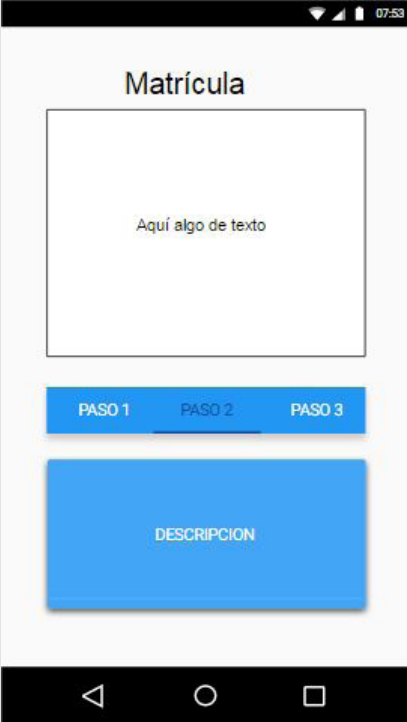 07:53
Matrícula
Aquí algo de texto
PASO 1 PASO 2 PASO 3
DESCRIPCION